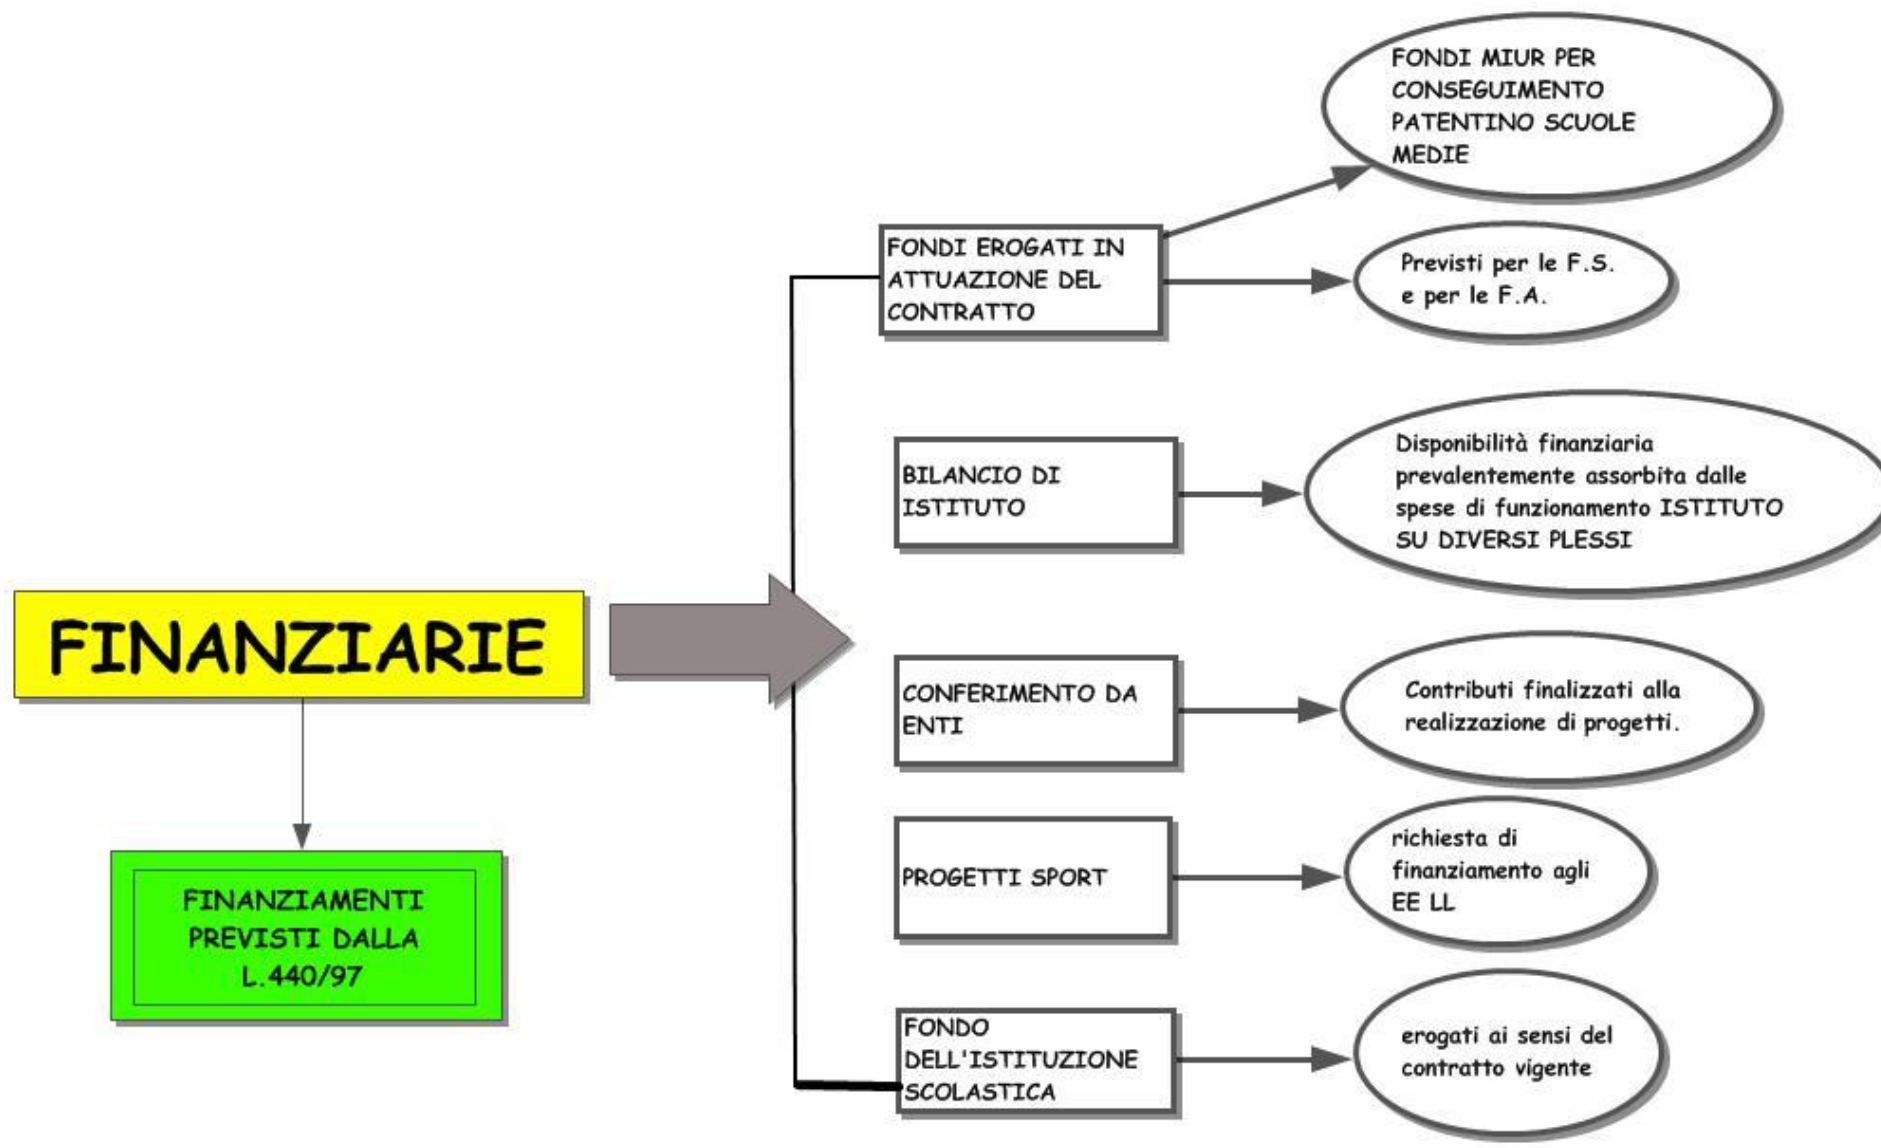 FONDI MIUR PER
CONSEGUIMENTO
PATENTINO SCUOLE
MEDIE
FONDI EROGATI IN
ATTUAZIONE DEL
CONTRATTO
Previsti per le F.S.
e per le F.A.
BILANCIO DI
ISTITUTO
Disponibilità finanziaria
prevalentemente assorbita dalle
spese di funzionamento ISTITUTO
SU DIVERSI PLESSI
FINANZIARIE
CONFERIMENTO DA
ENTI
Contributi finalizzati alla
realizzazione di progetti.
PROGETTI SPORT
richiesta di
finanziamento agli
EE LL
FINANZIAMENTI
PREVISTI DALLA
L.440/97
FONDO
DELL'ISTITUZIONE
SCOLASTICA
erogati ai sensi del
contratto vigente